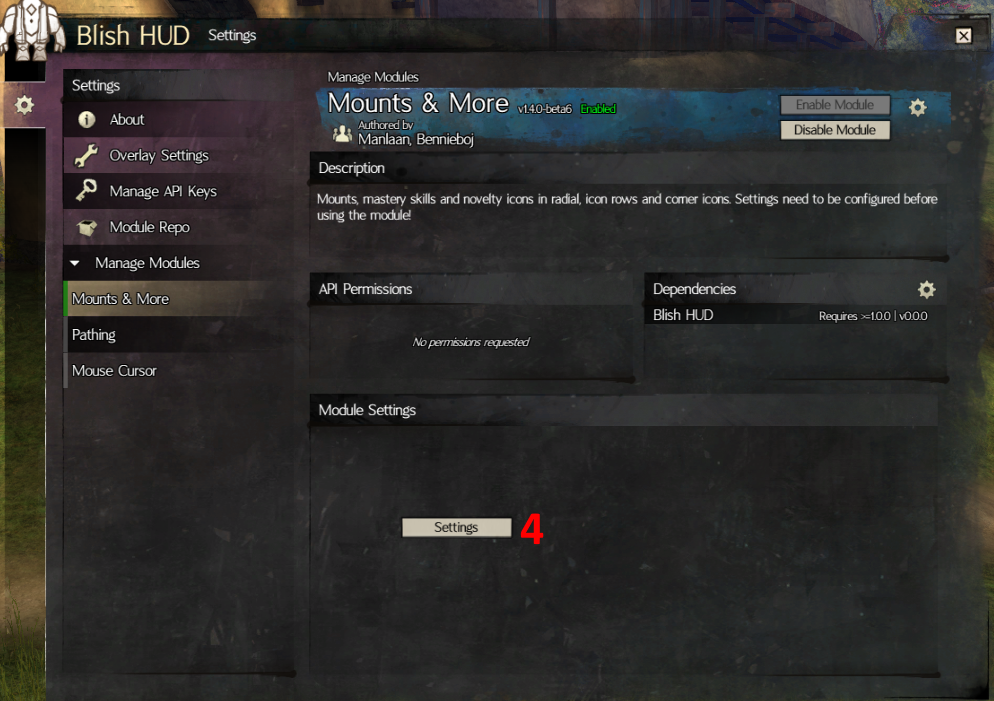 Blish HUD Settings
Settings
About
Overlay Settings
Manage API Keys
Module Repo
Manage Modules
Mounts & More
Pathing
Mouse Cursor
Manage Modules
Mounts & More v1.4.0-beta6 Enabled
Authored by
Manlaan, Bennieboj
Enable Module
Disable Module
Description
Mounts, mastery skills and novelty icons in radial, icon rows and corner icons. Settings need to be configured before
using the module!
API Permissions
No permissions requested
Dependencies
Blish HUD Requires >=1.0.0 | v0.0.0
Module Settings
Settings 4